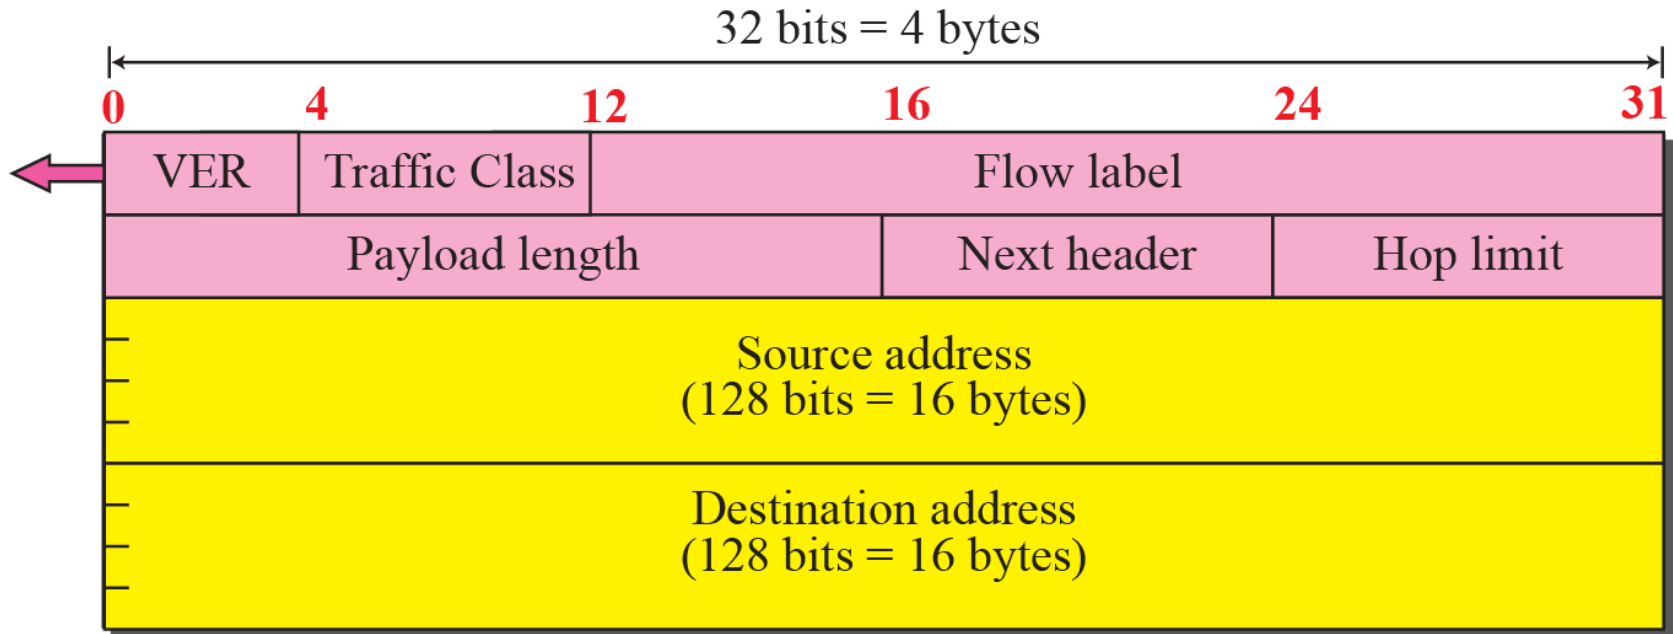 32 bits = 4 bytes
0 4 12 16 24 31
VER Traffic Class Flow label
Payload length Next header Hop limit
Source address
(128 bits = 16 bytes)
Destination address
(128 bits = 16 bytes)